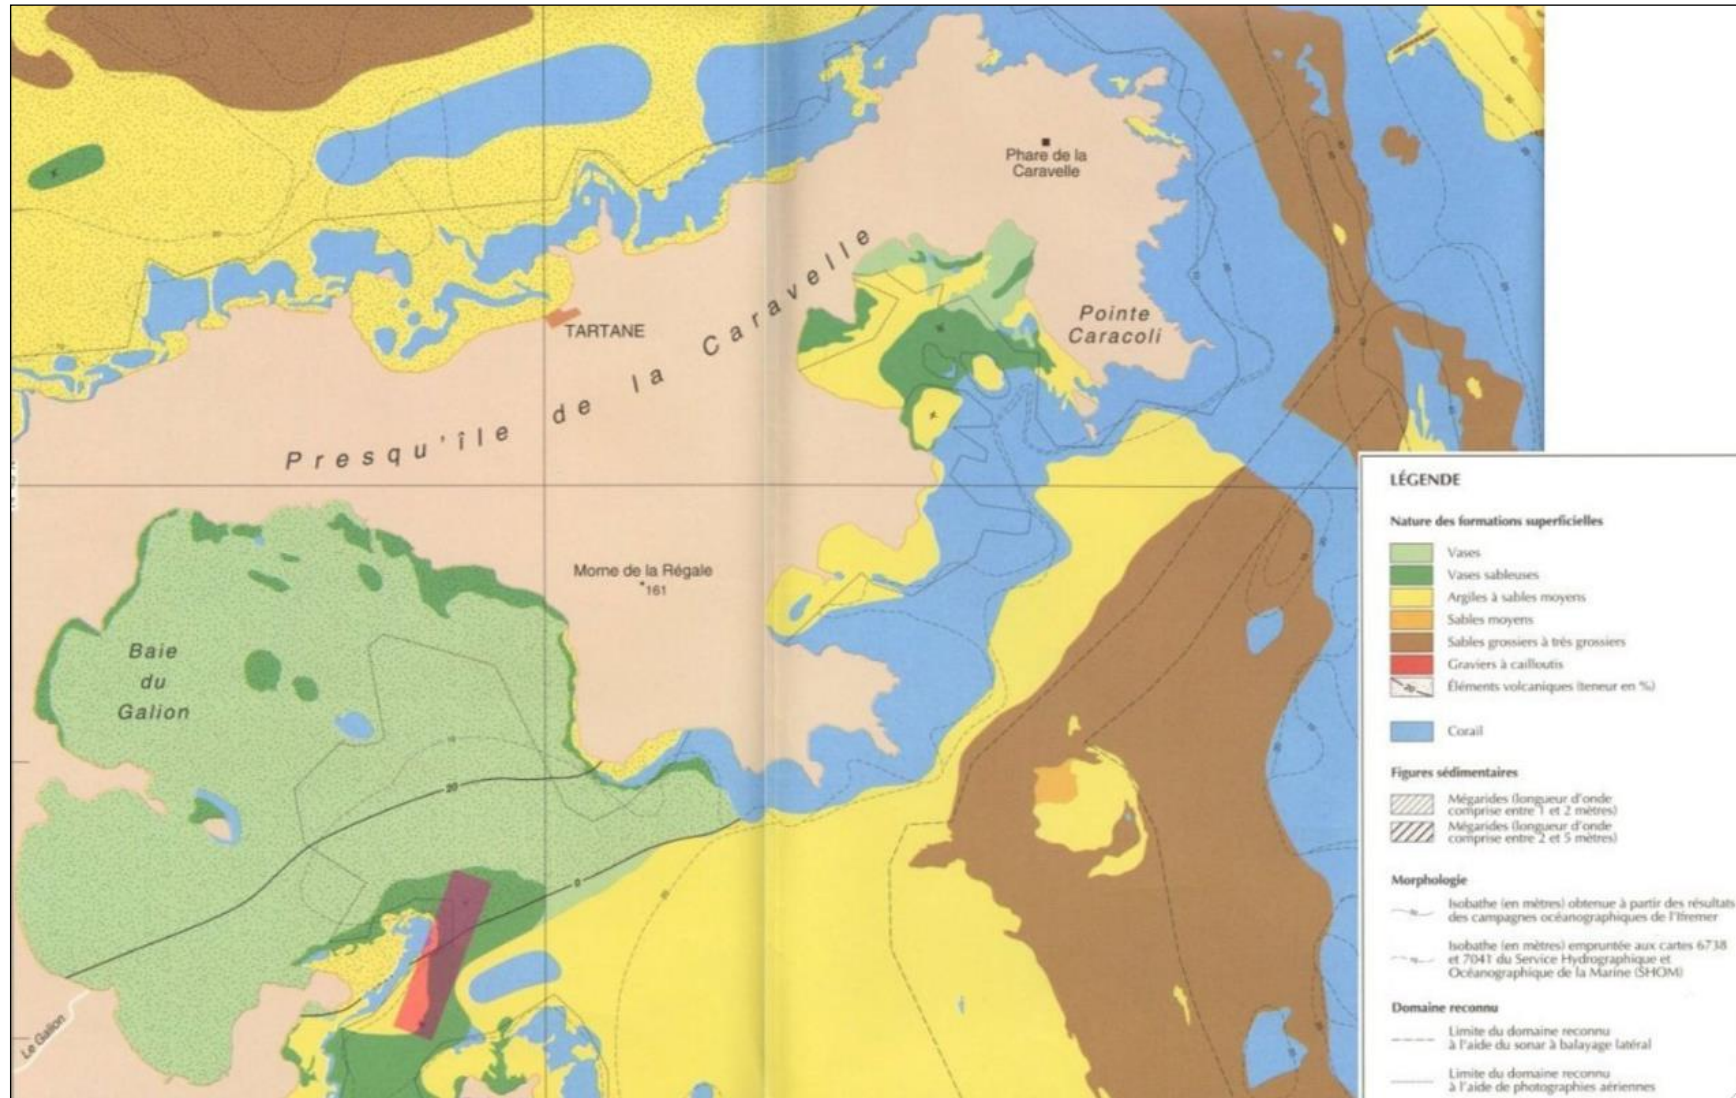 Phare de la
Caravelle
Presqu'île de la Caravelle
TARTANE
Pointe
Caracoli
Morne de la Régale
161
Baie
du
Galion
20
Le Galion
LÉGENDE
Nature des formations superficielles
Vases
Vases sableuses
Argiles à sables moyens
Sables moyens
Sables grossiers à très grossiers
Graviers à cailloutis
Éléments volcaniques (teneur en %)
Corail
Figures sédimentaires
Mégarides (longueur d'onde
comprise entre 1 et 2 mètres)
Mégarides (longueur d'onde
comprise entre 2 et 5 mètres)
Morphologie
Isobathe (en mètres) obtenue à partir des résultats
des campagnes océanographiques de l'Ifremer
Isobathe (en mètres) empruntée aux cartes 6738
et 7041 du Service Hydrographique et
Océanographique de la Marine (SHOM)
Domaine reconnu
Limite du domaine reconnu
à l'aide du sonar à balayage latéral
Limite du domaine reconnu
à l'aide de photographies aériennes